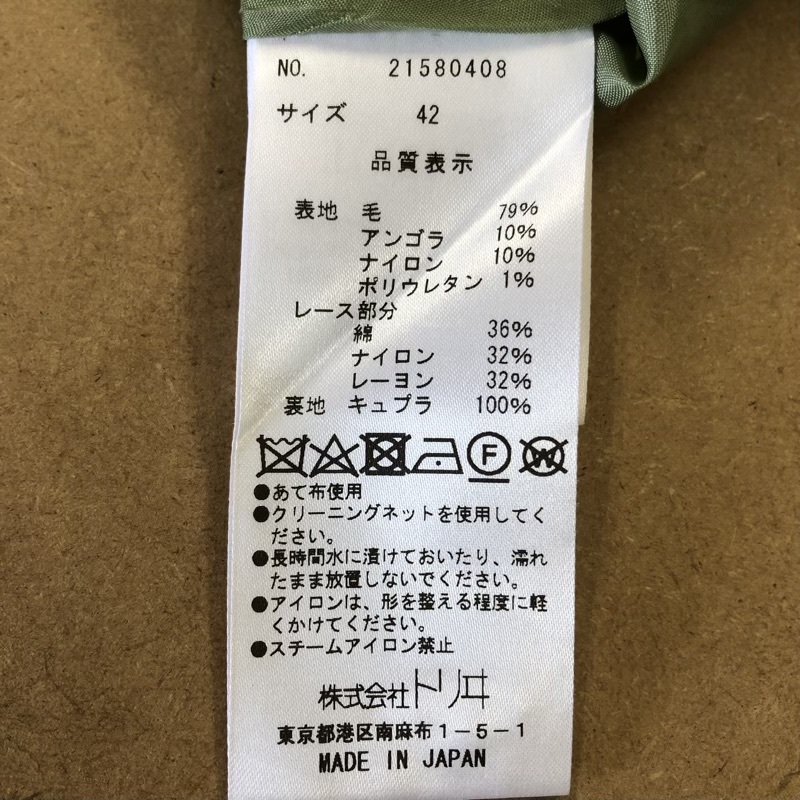 NO. 21580408
サイズ 42
品質表示
表地 毛 79%
アンゴラ 10%
ナイロン 10%
ポリウレタン 1%
レース部分
綿 36%
ナイロン 32%
レーヨン 32%
裏地 キュプラ 100%
F W
●あて布使用
●クリーニングネットを使用してく
ださい。
●長時間水に漬けておいたり、濡れ
たまま放置しないでください。
●アイロンは、形を整える程度に軽
くかけてください。
●スチームアイロン禁止
株式会社トリヰ
東京都港区南麻布1-5-1
MADE IN JAPAN